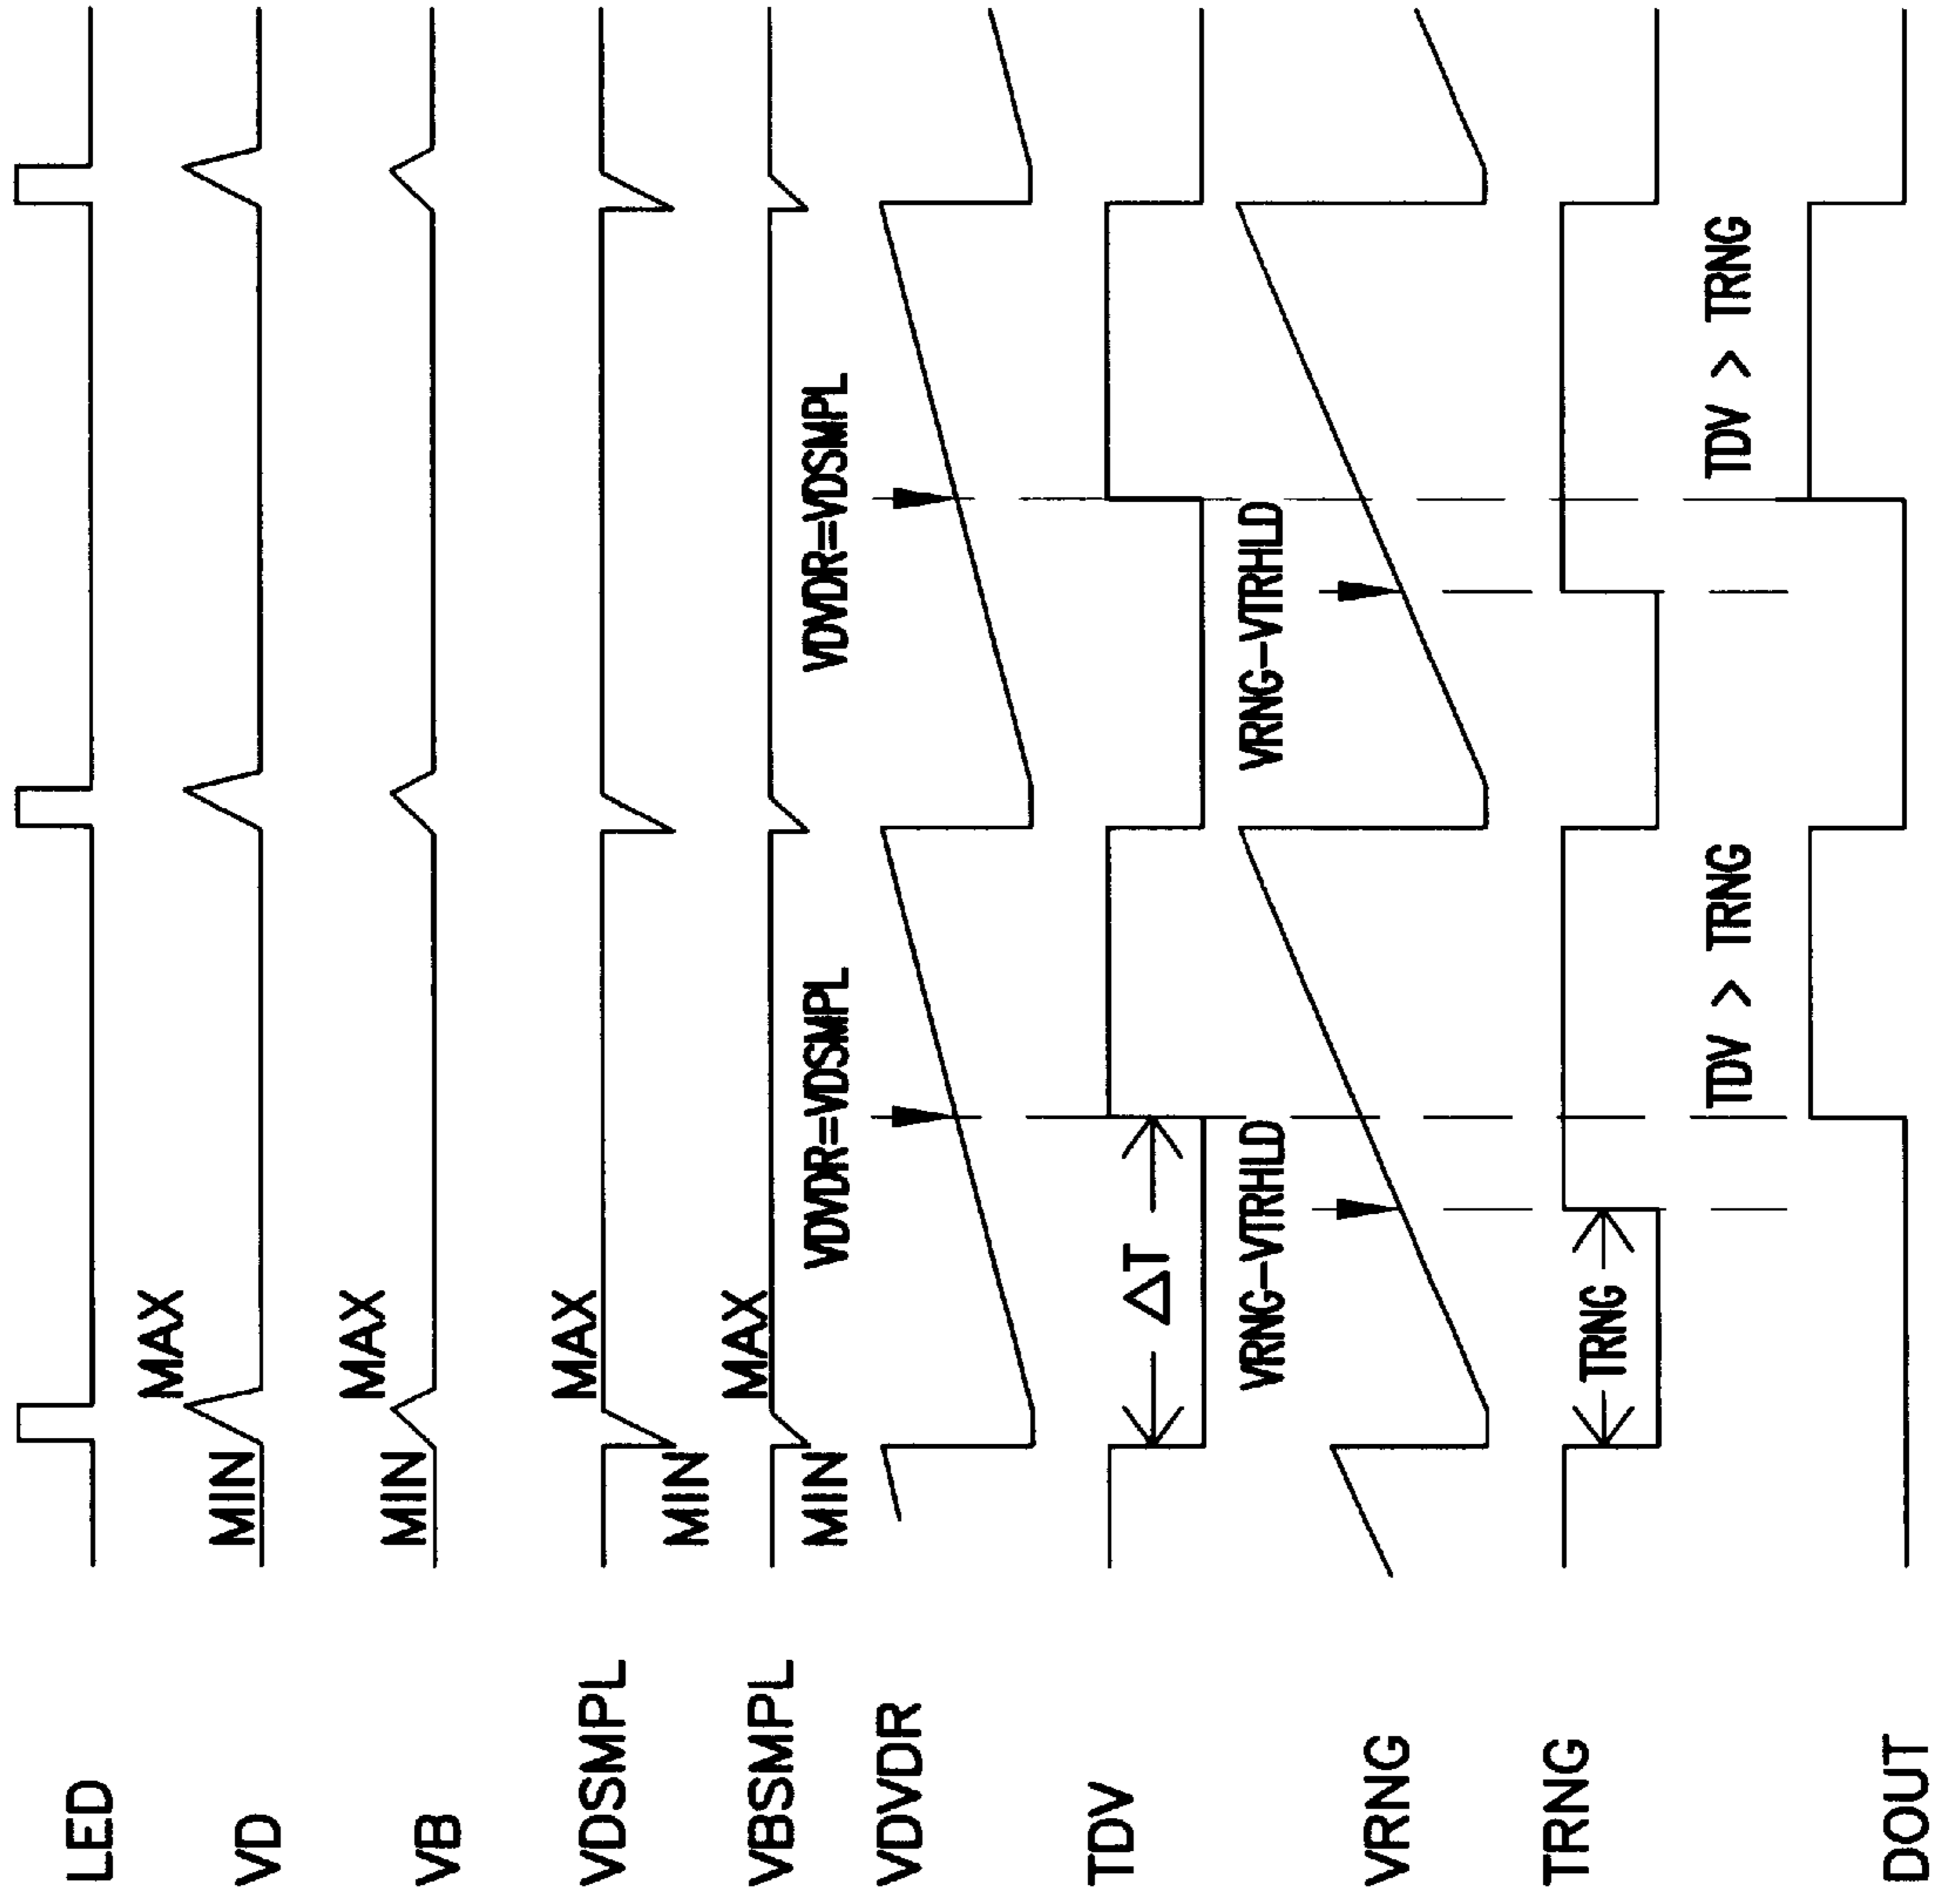 LED
VD
MIN
MAX
VB
MIN
MAX
VDSMPL
MAX
MIN
VBSMPL
MAX
MIN
VDVDR
VDVDR=VDSMPL
VDVDR=VDSMPL
TDV
ΔT
VRNG
VRNG-VTRHLD
VRNG-VTRHLD
TRNG
TRNG
DOUT
TDV > TRNG
TDV > TRNG